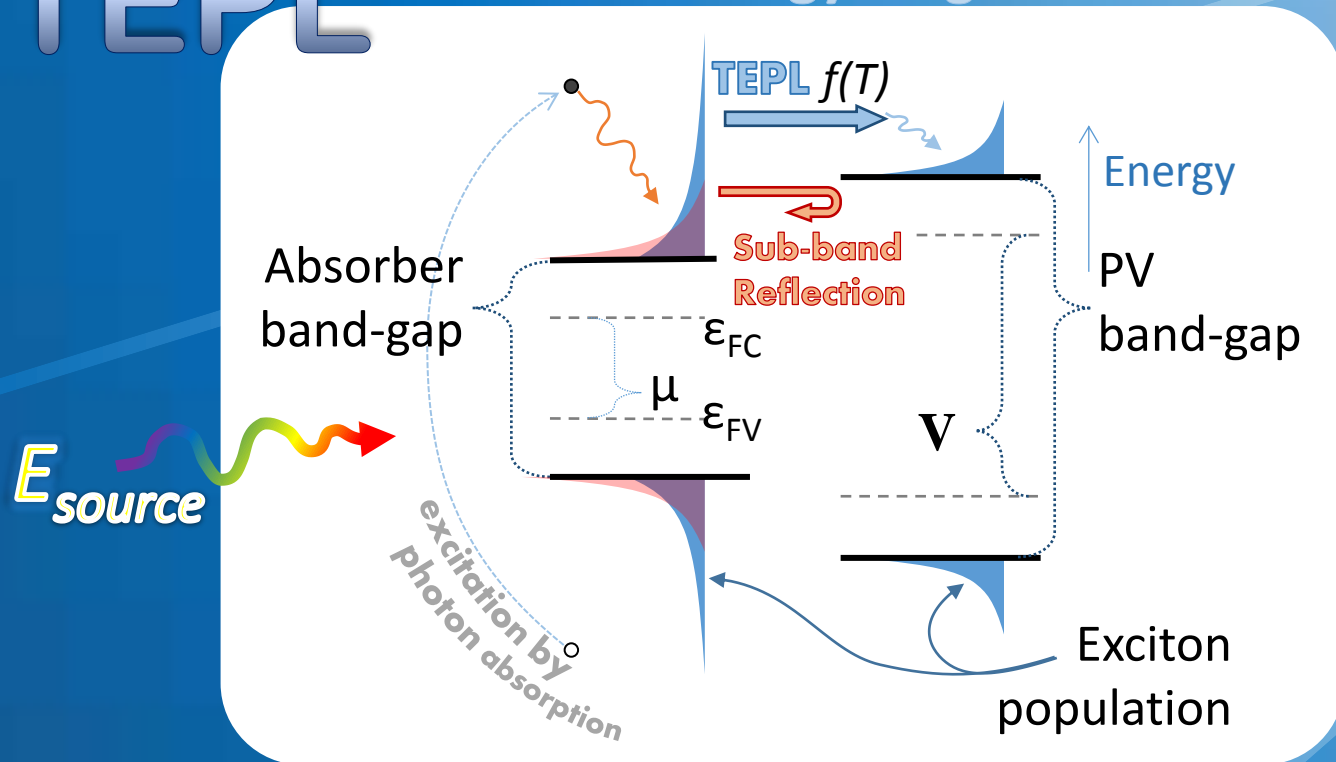 TEPL
TEPL f(T)
Energy
Sub-band
Reflection
Absorber
band-gap
PV
band-gap
εFC
μ
εFV
V
Esource
excitation by
photon absorption
Exciton
population